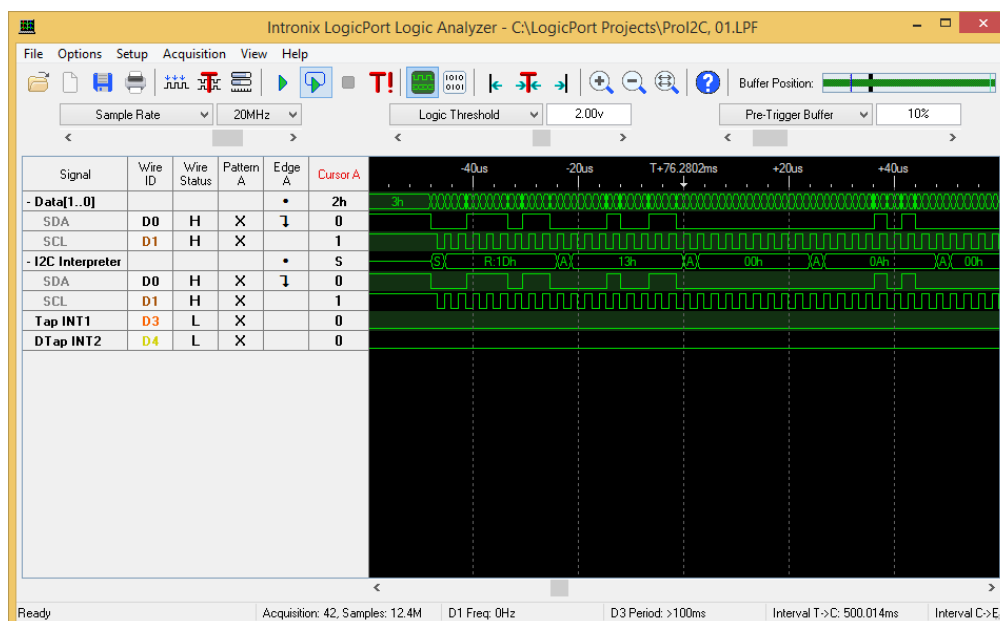 Intronix LogicPort Logic Analyzer - C:\LogicPort Projects\ProI2C, 01.LPF
File Options Setup Acquisition View Help
T! 1010 0101 ? Buffer Position:
Sample Rate 20MHz Logic Threshold 2.00v Pre-Trigger Buffer 10%
Signal Wire ID Wire Status Pattern A Edge A Cursor A -40us -20us T+76.2802ms +20us +40us
- Data[1..0] 2h 3h
SDA D0 H X 0
SCL D1 H X 1
- I2C Interpreter S S R:1Dh A 13h A 00h A 0Ah A 00h
SDA D0 H X 0
SCL D1 H X 1
Tap INT1 D3 L X 0
DTap INT2 D4 L X 0
Ready Acquisition: 42, Samples: 12.4M D1 Freq: 0Hz D3 Period: >100ms Interval T->C: 500.014ms Interval C->E